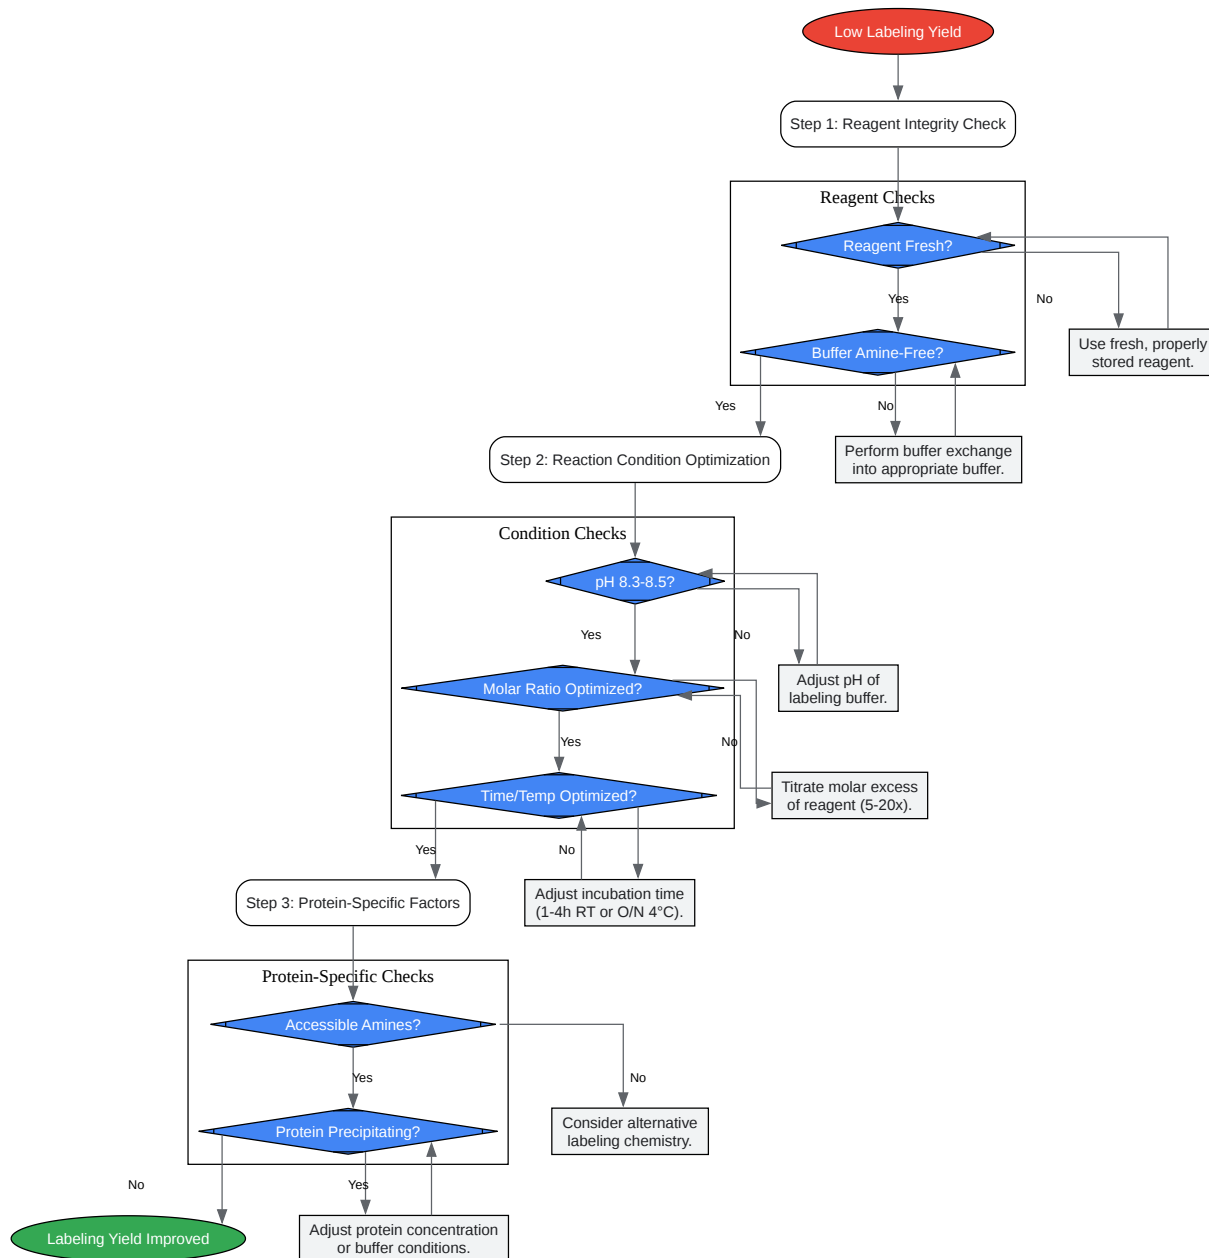 Low Labeling Yield
Step 1: Reagent Integrity Check
Reagent Checks
Reagent Fresh?
Yes
No
Use fresh, properly
stored reagent.
Buffer Amine-Free?
Yes
No
Perform buffer exchange
into appropriate buffer.
Step 2: Reaction Condition Optimization
Condition Checks
pH 8.3-8.5?
Yes
No
Adjust pH of
labeling buffer.
Molar Ratio Optimized?
Yes
No
Titrate molar excess
of reagent (5-20x).
Time/Temp Optimized?
Yes
No
Adjust incubation time
(1-4h RT or O/N 4°C).
Step 3: Protein-Specific Factors
Protein-Specific Checks
Accessible Amines?
Yes
No
Consider alternative
labeling chemistry.
Protein Precipitating?
No
Yes
Labeling Yield Improved
Adjust protein concentration
or buffer conditions.